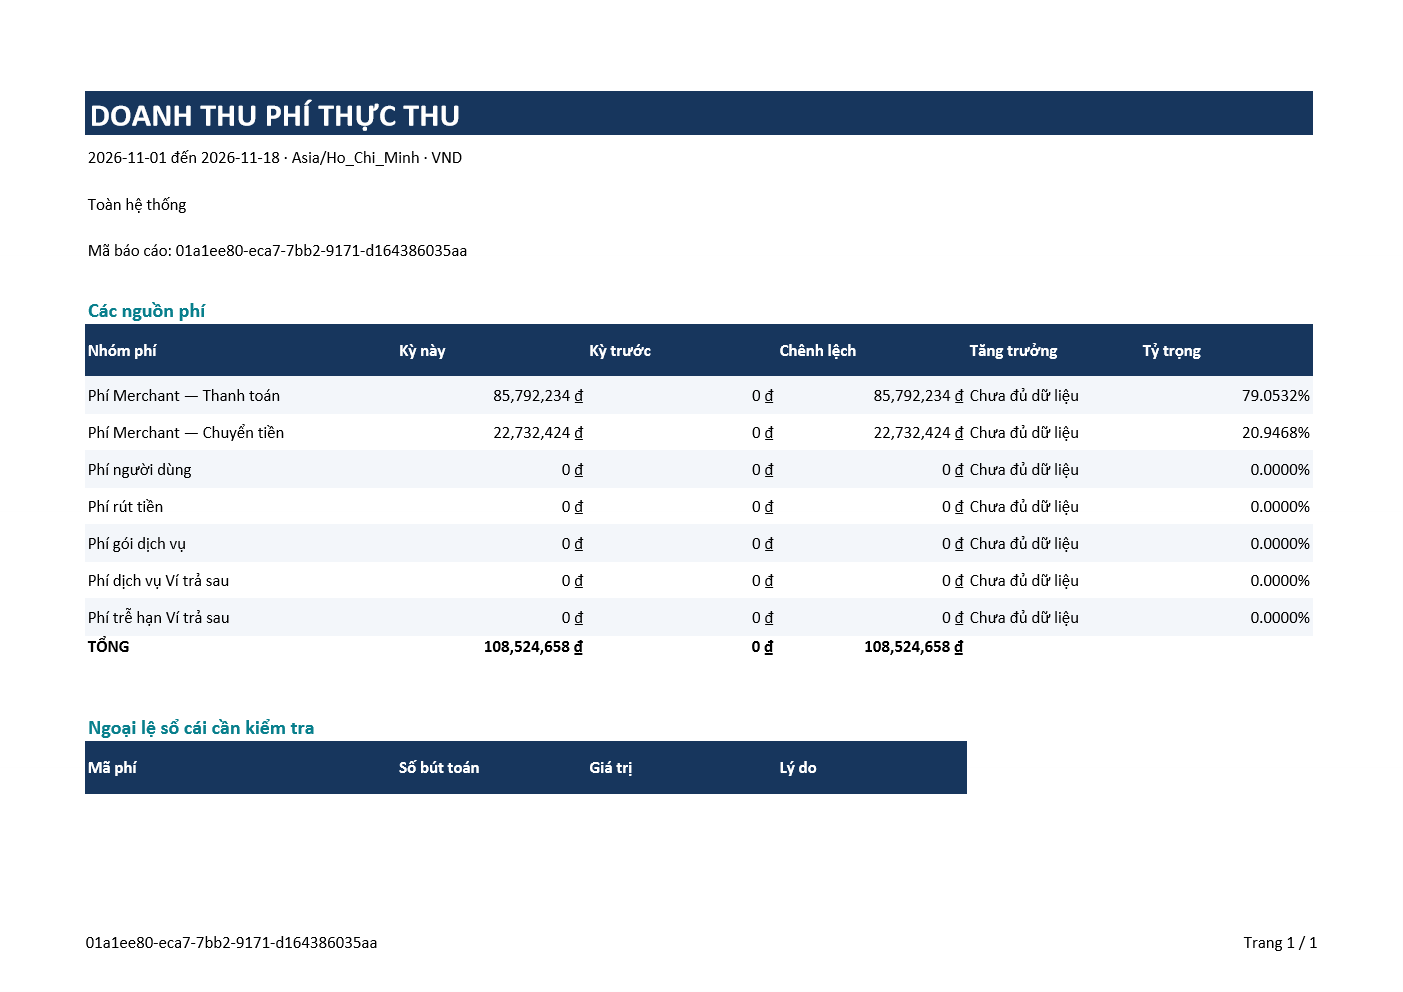 DOANH THU PHÍ THỰC THU
2026-11-01 đến 2026-11-18 · Asia/Ho_Chi_Minh · VND
Toàn hệ thống
Mã báo cáo: 01a1ee80-eca7-7bb2-9171-d164386035aa
Các nguồn phí
Nhóm phí Kỳ này Kỳ trước Chênh lệch Tăng trưởng Tỷ trọng
Phí Merchant — Thanh toán 85,792,234 ₫ 0 ₫ 85,792,234 ₫ Chưa đủ dữ liệu 79.0532%
Phí Merchant — Chuyển tiền 22,732,424 ₫ 0 ₫ 22,732,424 ₫ Chưa đủ dữ liệu 20.9468%
Phí người dùng 0 ₫ 0 ₫ 0 ₫ Chưa đủ dữ liệu 0.0000%
Phí rút tiền 0 ₫ 0 ₫ 0 ₫ Chưa đủ dữ liệu 0.0000%
Phí gói dịch vụ 0 ₫ 0 ₫ 0 ₫ Chưa đủ dữ liệu 0.0000%
Phí dịch vụ Ví trả sau 0 ₫ 0 ₫ 0 ₫ Chưa đủ dữ liệu 0.0000%
Phí trễ hạn Ví trả sau 0 ₫ 0 ₫ 0 ₫ Chưa đủ dữ liệu 0.0000%
TỔNG 108,524,658 ₫ 0 ₫ 108,524,658 ₫
Ngoại lệ sổ cái cần kiểm tra
Mã phí Số bút toán Giá trị Lý do
01a1ee80-eca7-7bb2-9171-d164386035aa Trang 1 / 1